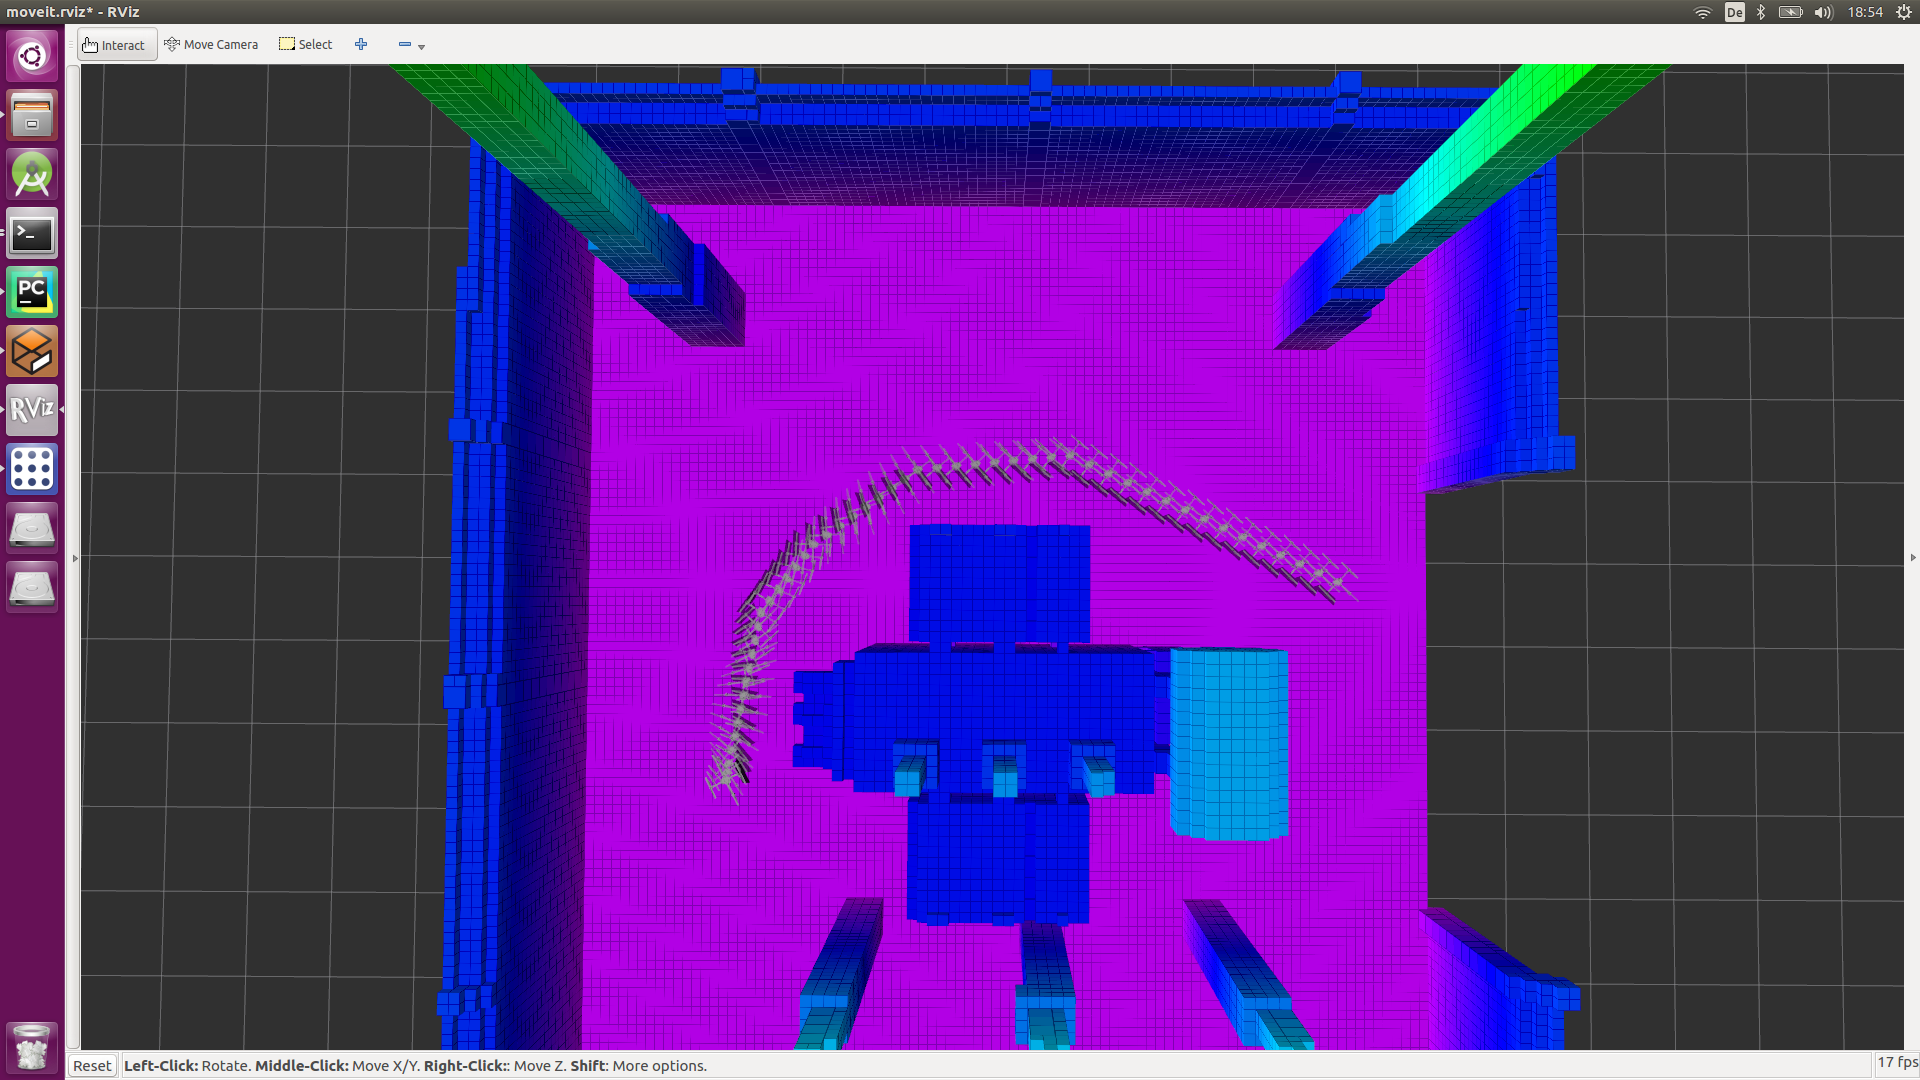 moveit.rviz* - RViz
De
18:54
Interact
Move Camera
Select
>_
PC
RViz
Reset
Left-Click: Rotate. Middle-Click: Move X/Y. Right-Click:: Move Z. Shift: More options.
17 fps